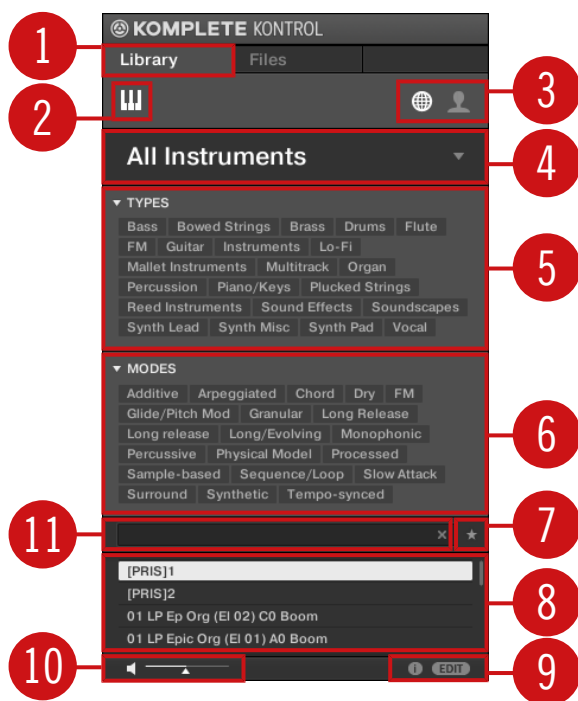 KOMPLETE KONTROL
1 Library Files
2 3
All Instruments 4
TYPES
Bass Bowed Strings Brass Drums Flute
FM Guitar Instruments Lo-Fi
Mallet Instruments Multitrack Organ 5
Percussion Piano/Keys Plucked Strings
Reed Instruments Sound Effects Soundscapes
Synth Lead Synth Misc Synth Pad Vocal
MODES
Additive Arpeggiated Chord Dry FM
Glide/Pitch Mod Granular Long Release
Long release Long/Evolving Monophonic 6
Percussive Physical Model Processed
Sample-based Sequence/Loop Slow Attack
Surround Synthetic Tempo-synced
11 7
[PRIS]1
[PRIS]2 8
01 LP Ep Org (EI 02) C0 Boom
01 LP Epic Org (EI 01) A0 Boom
10 i EDIT 9